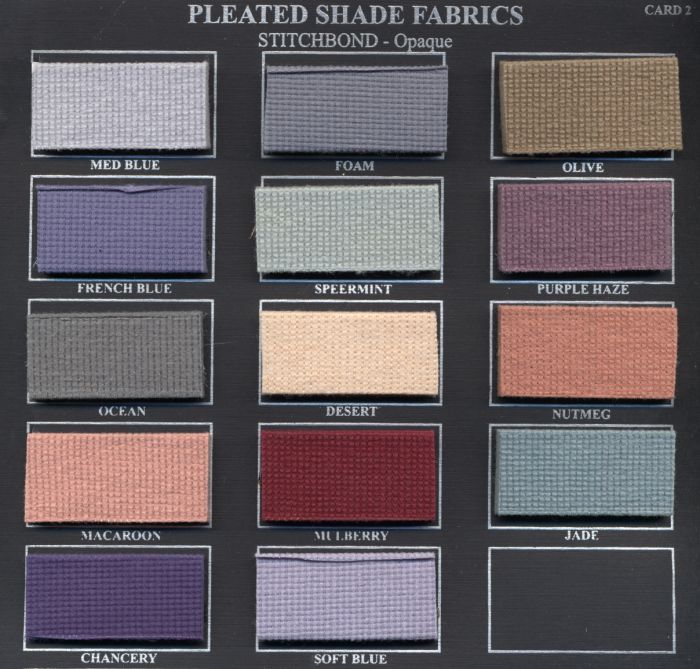 PLEATED SHADE FABRICS
CARD 2
STITCHBOND - Opaque
MED BLUE
FOAM
OLIVE
FRENCH BLUE
SPEERMINT
PURPLE HAZE
OCEAN
DESERT
NUTMEG
MACAROON
MULBERRY
JADE
CHANCERY
SOFT BLUE